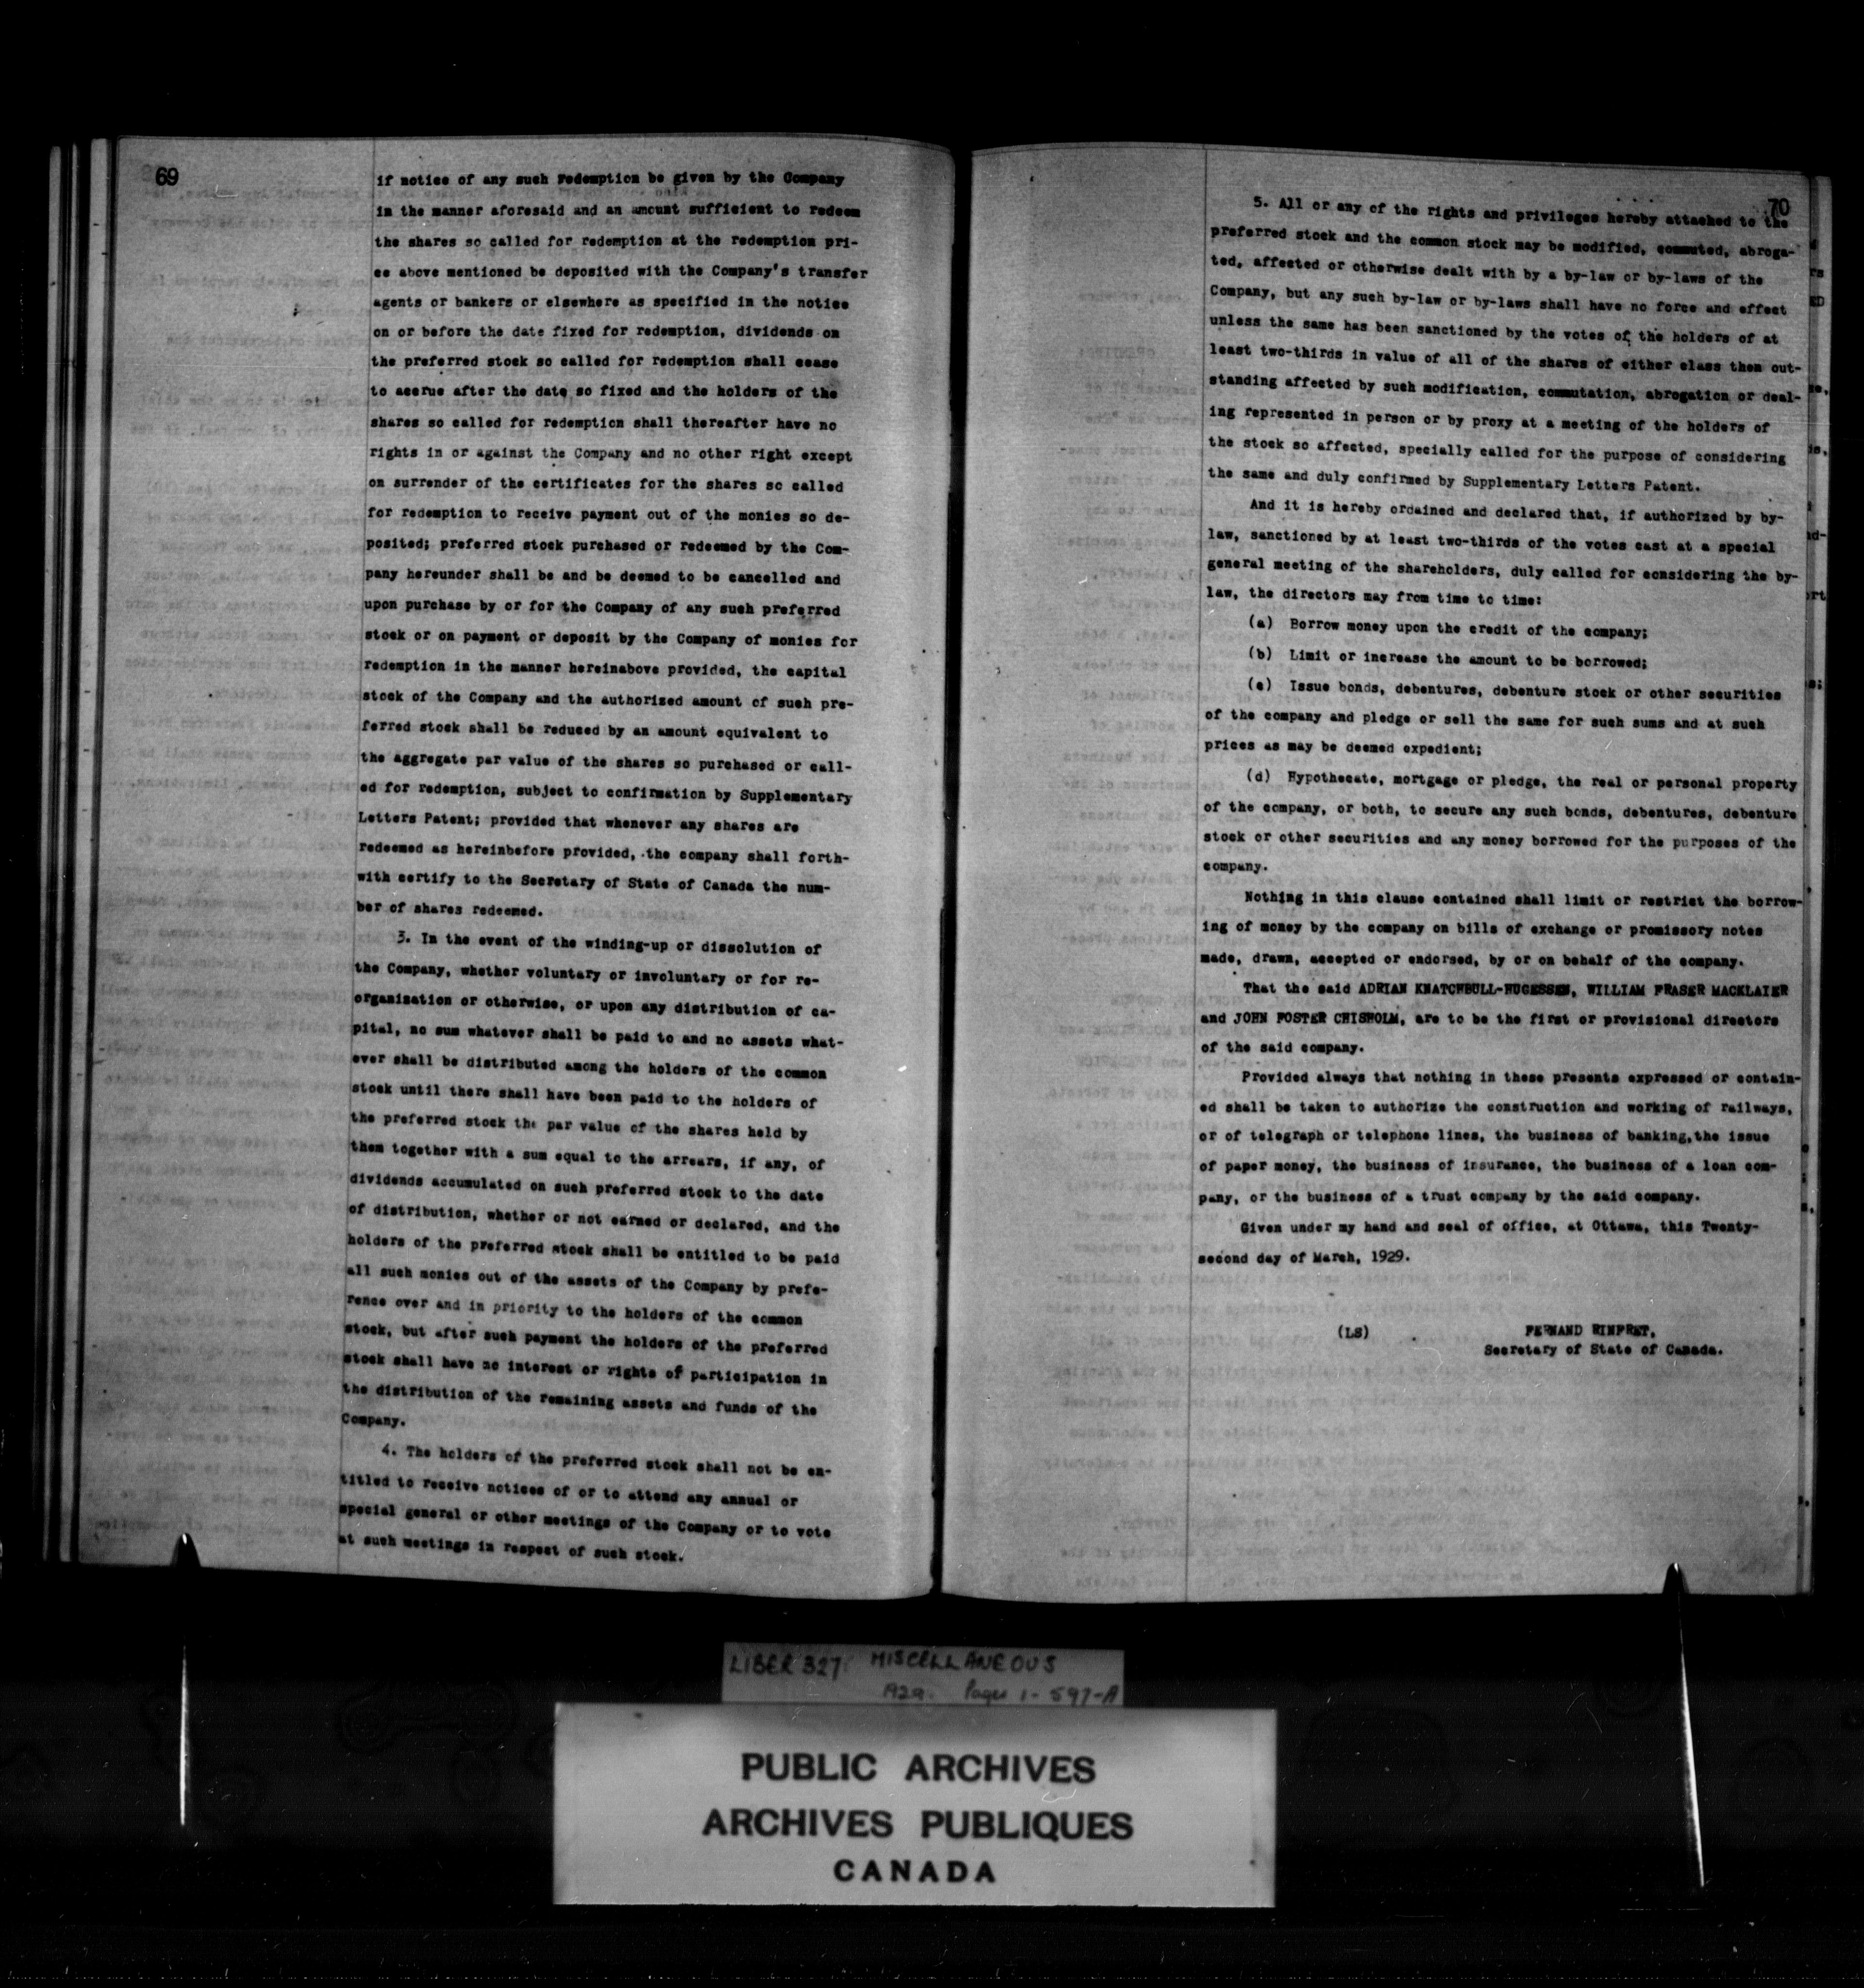 69
if notice of any such redemption be given by the Company
in the manner aforesaid and an amount sufficient to redeem
the shares so called for redemption at the redemption pri-
ce above mentioned be deposited with the Company's transfer
agents or bankers or elsewhere as specified in the notice
on or before the date fixed for redemption, dividends on
the preferred stock so called for redemption shall cease
to accrue after the date so fixed and the holders of the
shares so called for redemption shall thereafter have no
rights in or against the Company and no other right except
on surrender of the certificates for the shares so called
for redemption to receive payment out of the monies so de-
posited; preferred stock purchased or redeemed by the Com-
pany hereunder shall be and be deemed to be cancelled and
upon purchase by or for the Company of any such preferred
stock or on payment or deposit by the Company of monies for
redemption in the manner hereinabove provided, the capital
stock of the Company and the authorized amount of such pre-
ferred stock shall be reduced by an amount equivalent to
the aggregate par value of the shares so purchased or call-
ed for redemption, subject to confirmation by Supplementary
Letters Patent; provided that whenever any shares are
redeemed as hereinbefore provided, the company shall forth-
with certify to the Secretary of State of Canada the num-
ber of shares redeemed.
3. In the event of the winding-up or dissolution of
the Company, whether voluntary or involuntary or for re-
organization or otherwise, or upon any distribution of ca-
pital, no sum whatever shall be paid to and no assets what-
ever shall be distributed among the holders of the common
stock until there shall have been paid to the holders of
the preferred stock the par value of the shares held by
them together with a sum equal to the arrears, if any, of
dividends accumulated on such preferred stock to the date
of distribution, whether or not earned or declared, and the
holders of the preferred stock shall be entitled to be paid
all such monies out of the assets of the Company by prefe-
rence over and in priority to the holders of the common
stock, but after such payment the holders of the preferred
stock shall have no interest or rights of participation in
the distribution of the remaining assets and funds of the
Company.
4. The holders of the preferred stock shall not be en-
titled to receive notices of or to attend any annual or
special general or other meetings of the Company or to vote
at such meetings in respect of such stock.
70
5. All or any of the rights and privileges hereby attached to the
preferred stock and the common stock may be modified, commuted, abroga-
ted, affected or otherwise dealt with by a by-law or by-laws of the
Company, but any such by-law or by-laws shall have no force and effect
unless the same has been sanctioned by the votes of the holders of at
least two-thirds in value of all of the shares of either class then out-
standing affected by such modification, commutation, abrogation or deal-
ing represented in person or by proxy at a meeting of the holders of
the stock so affected, specially called for the purpose of considering
the same and duly confirmed by Supplementary Letters Patent.
And it is hereby ordained and declared that, if authorized by by-
law, sanctioned by at least two-thirds of the votes cast at a special
general meeting of the shareholders, duly called for considering the by-
law, the directors may from time to time:
(a) Borrow money upon the credit of the company;
(b) Limit or increase the amount to be borrowed;
(c) Issue bonds, debentures, debenture stock or other securities
of the company and pledge or sell the same for such sums and at such
prices as may be deemed expedient;
(d) Hypothecate, mortgage or pledge, the real or personal property
of the company, or both, to secure any such bonds, debentures, debenture
stock or other securities and any money borrowed for the purposes of the
company.
Nothing in this clause contained shall limit or restrict the borrow-
ing of money by the company on bills of exchange or promissory notes
made, drawn, accepted or endorsed, by or on behalf of the company.
That the said ADRIAN KNATCHBULL-HUGESSEN, WILLIAM FRASER MACKLAIER
and JOHN FOSTER CHISHOLM, are to be the first or provisional directors
of the said company.
Provided always that nothing in these presents expressed or contain-
ed shall be taken to authorize the construction and working of railways,
or of telegraph or telephone lines, the business of banking,the issue
of paper money, the business of insurance, the business of a loan com-
pany, or the business of a trust company by the said company.
Given under my hand and seal of office, at Ottawa, this Twenty-
second day of March, 1929.
(LS) FERNAND RINFRET,
Secretary of State of Canada.
LIBER 327 MISCELLANEOUS
1929. Pages 1-597-A
PUBLIC ARCHIVES
ARCHIVES PUBLIQUES
CANADA